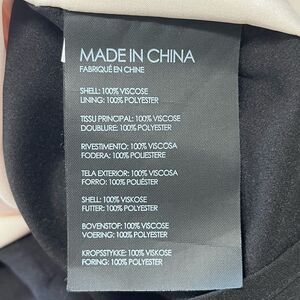 MADE IN CHINA
FABRIQUÉ EN CHINE
SHELL: 100% VISCOSE
LINING: 100% POLYESTER
TISSU PRINCIPAL: 100% VISCOSE
DOUBLURE: 100% POLYESTER
RIVESTIMENTO: 100% VISCOSA
FODERA: 100% POLIESTERE
TELA EXTERIOR: 100% VISCOSA
FORRO: 100% POLIÉSTER
SHELL: 100% VISKOSE
FUTTER: 100% POLYESTER
BOVENSTOF: 100% VISCOSE
VOERING: 100% POLYESTER
KROPSSTYKKE: 100% VISKOSE
FORING: 100% POLYESTER